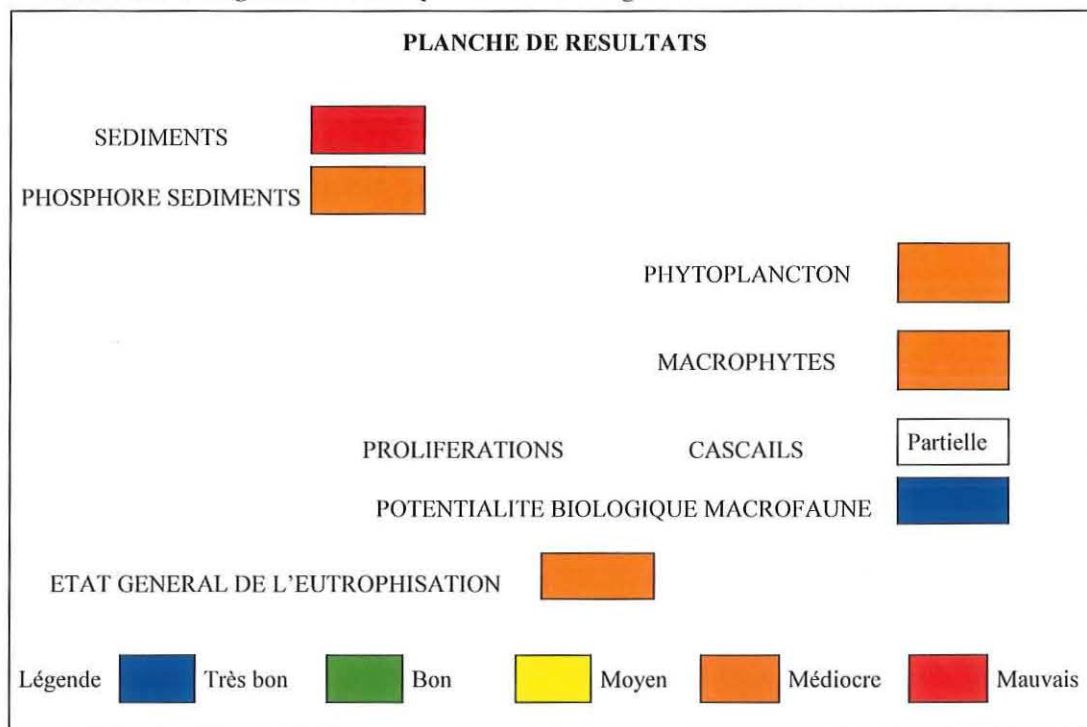 PLANCHE DE RESULTATS
SEDIMENTS
PHOSPHORE SEDIMENTS
PHYTOPLANCTON
MACROPHYTES
PROLIFERATIONS CASCAILS Partielle
POTENTIALITE BIOLOGIQUE MACROFAUNE
ETAT GENERAL DE L'EUTROPHISATION
Légende Très bon Bon Moyen Médiocre Mauvais